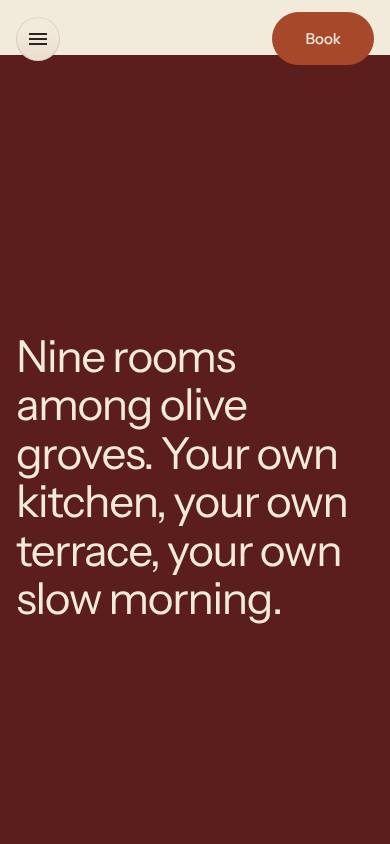 Book
Nine rooms
among olive
groves. Your own
kitchen, your own
terrace, your own
slow morning.